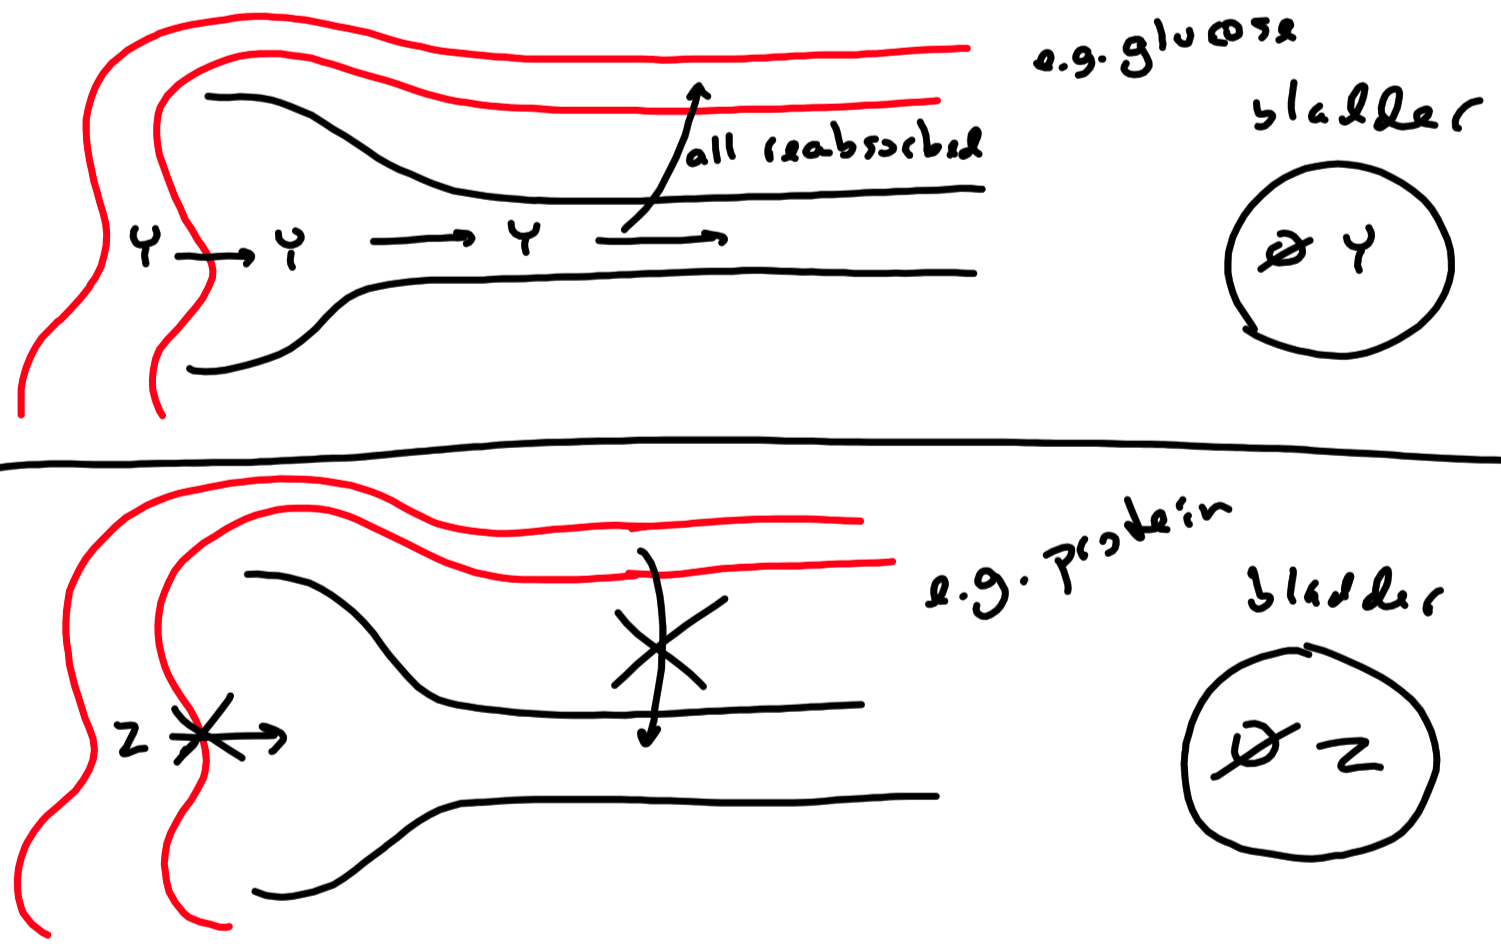 e.g. glucose
bladder
all reabsorbed
Y Y Y
Ø Y
e.g. protein
bladder
Z
Ø Z